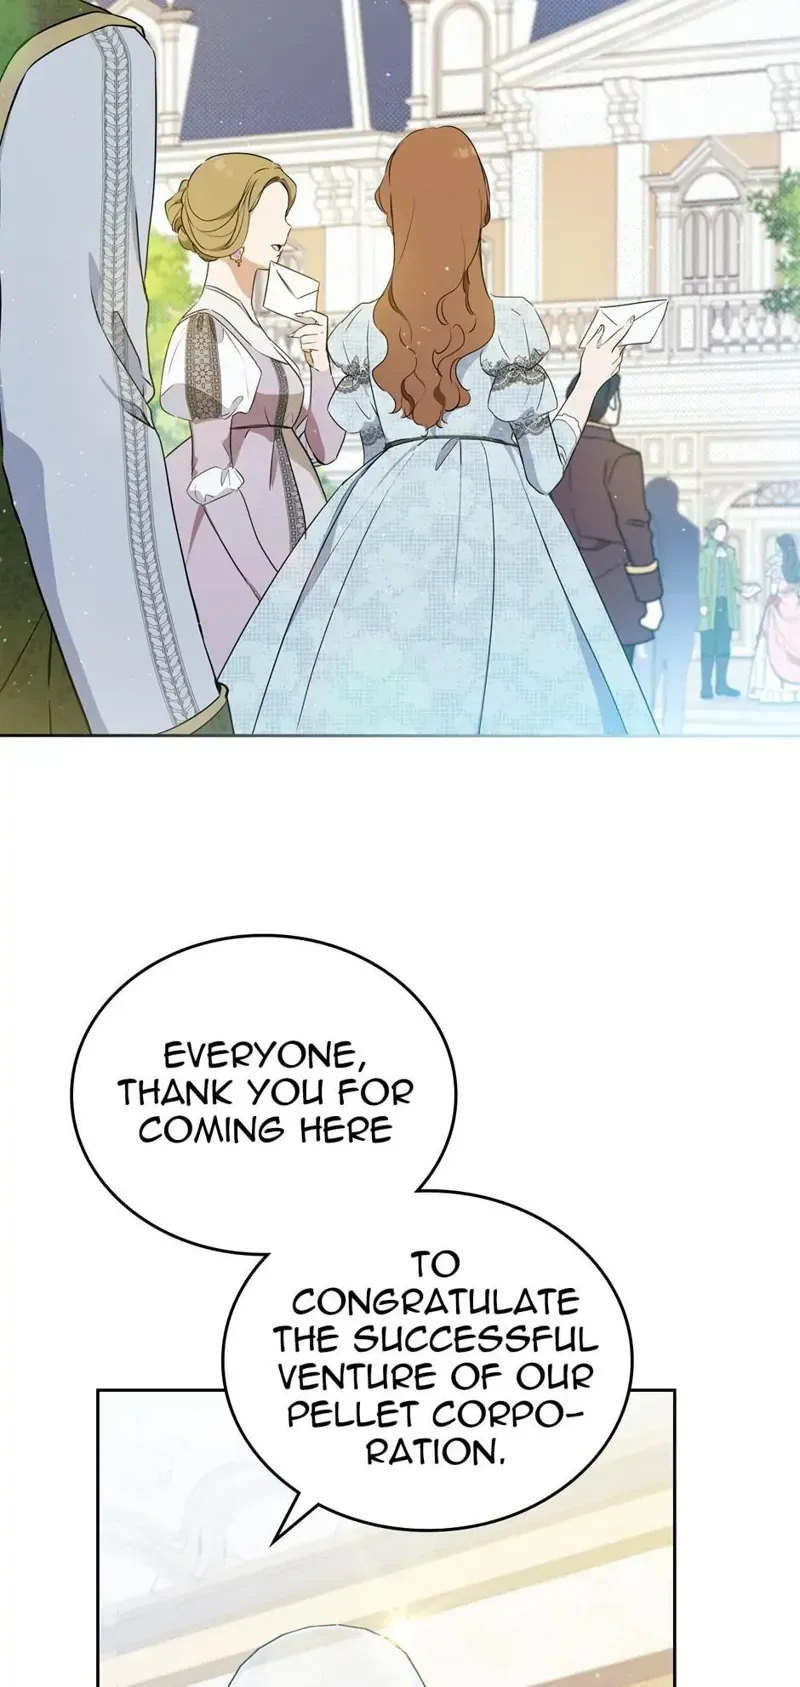 EVERYONE,
THANK YOU FOR
COMING HERE
TO
CONGRATULATE
THE SUCCESSFUL
VENTURE OF OUR
PELLET CORPO-
RATION.